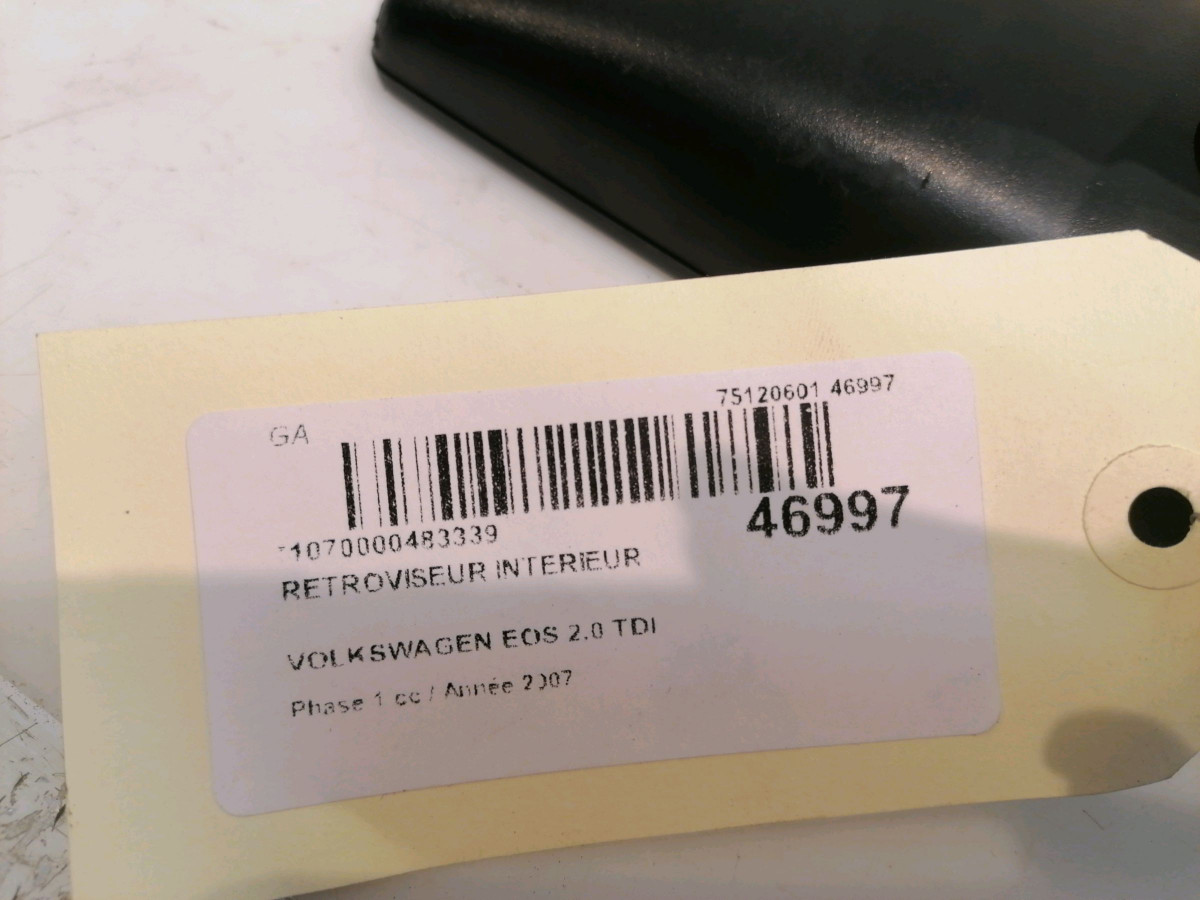 75120601 46997
GA
46997
1070000483339
RETROVISEUR INTERIEUR
VOLKSWAGEN EOS 2.0 TDI
Phase 1 cc / Année 2007